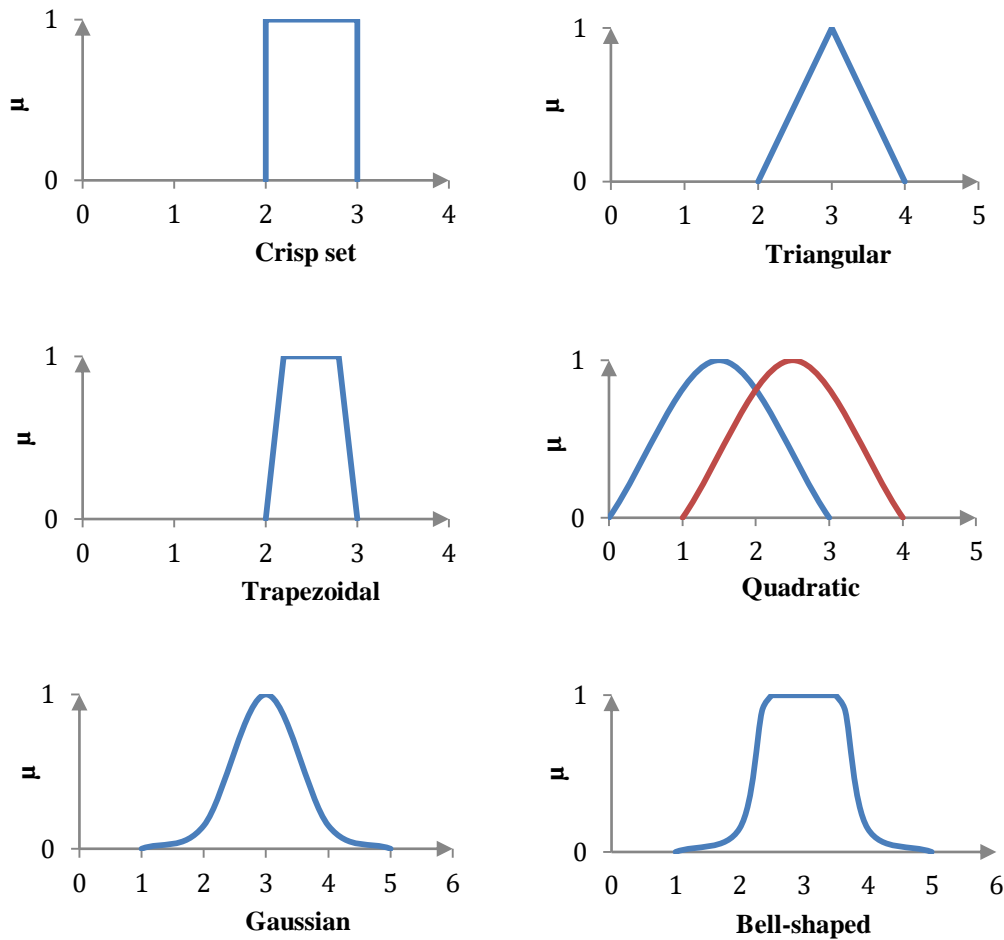 1
μ
0
0 1 2 3 4
Crisp set
1
μ
0
0 1 2 3 4 5
Triangular
1
μ
0
0 1 2 3 4
Trapezoidal
1
μ
0
0 1 2 3 4 5
Quadratic
1
μ
0
0 1 2 3 4 5 6
Gaussian
1
μ
0
0 1 2 3 4 5 6
Bell-shaped